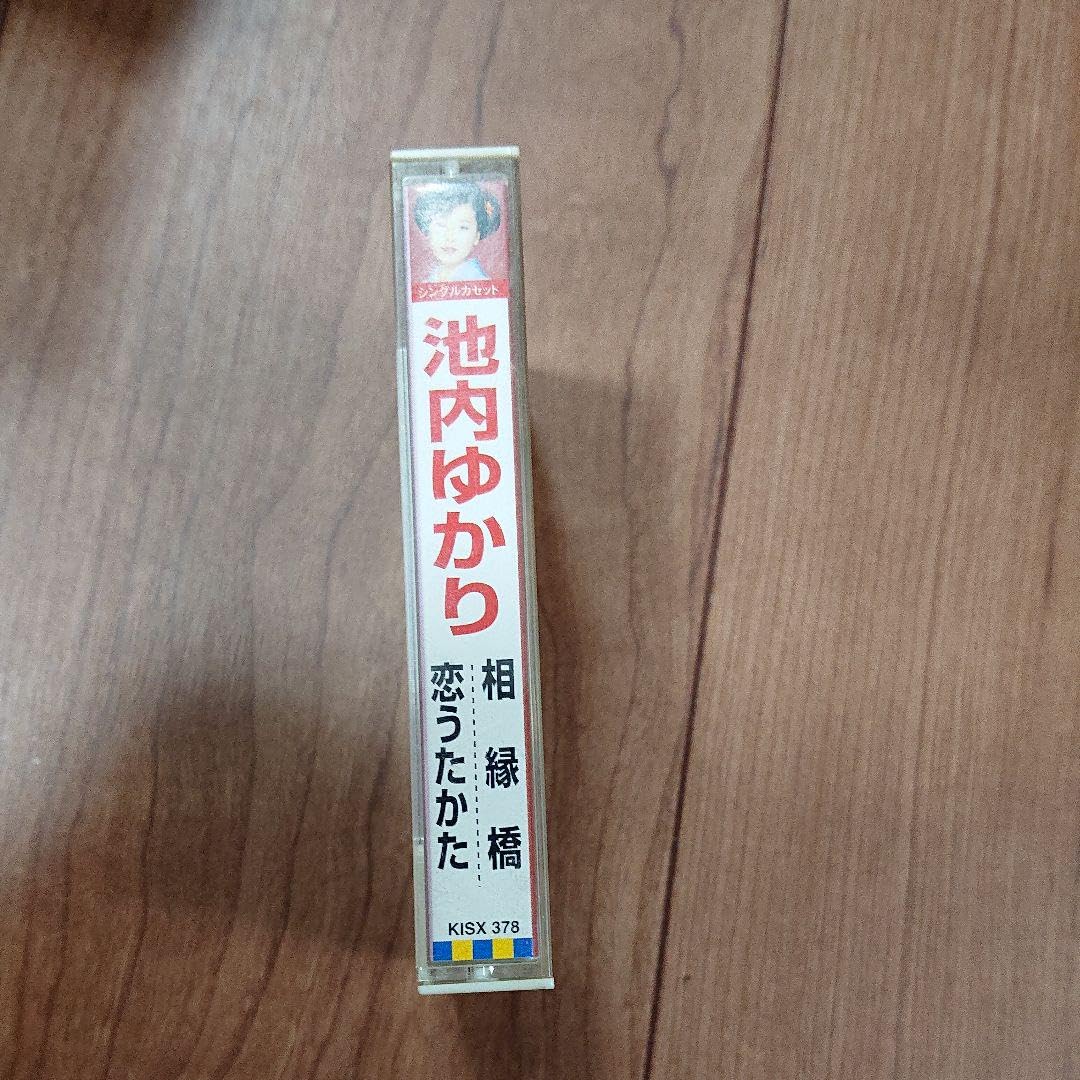 シングルカセット
池内ゆかり
相縁橋
恋うたかた
KISX 378